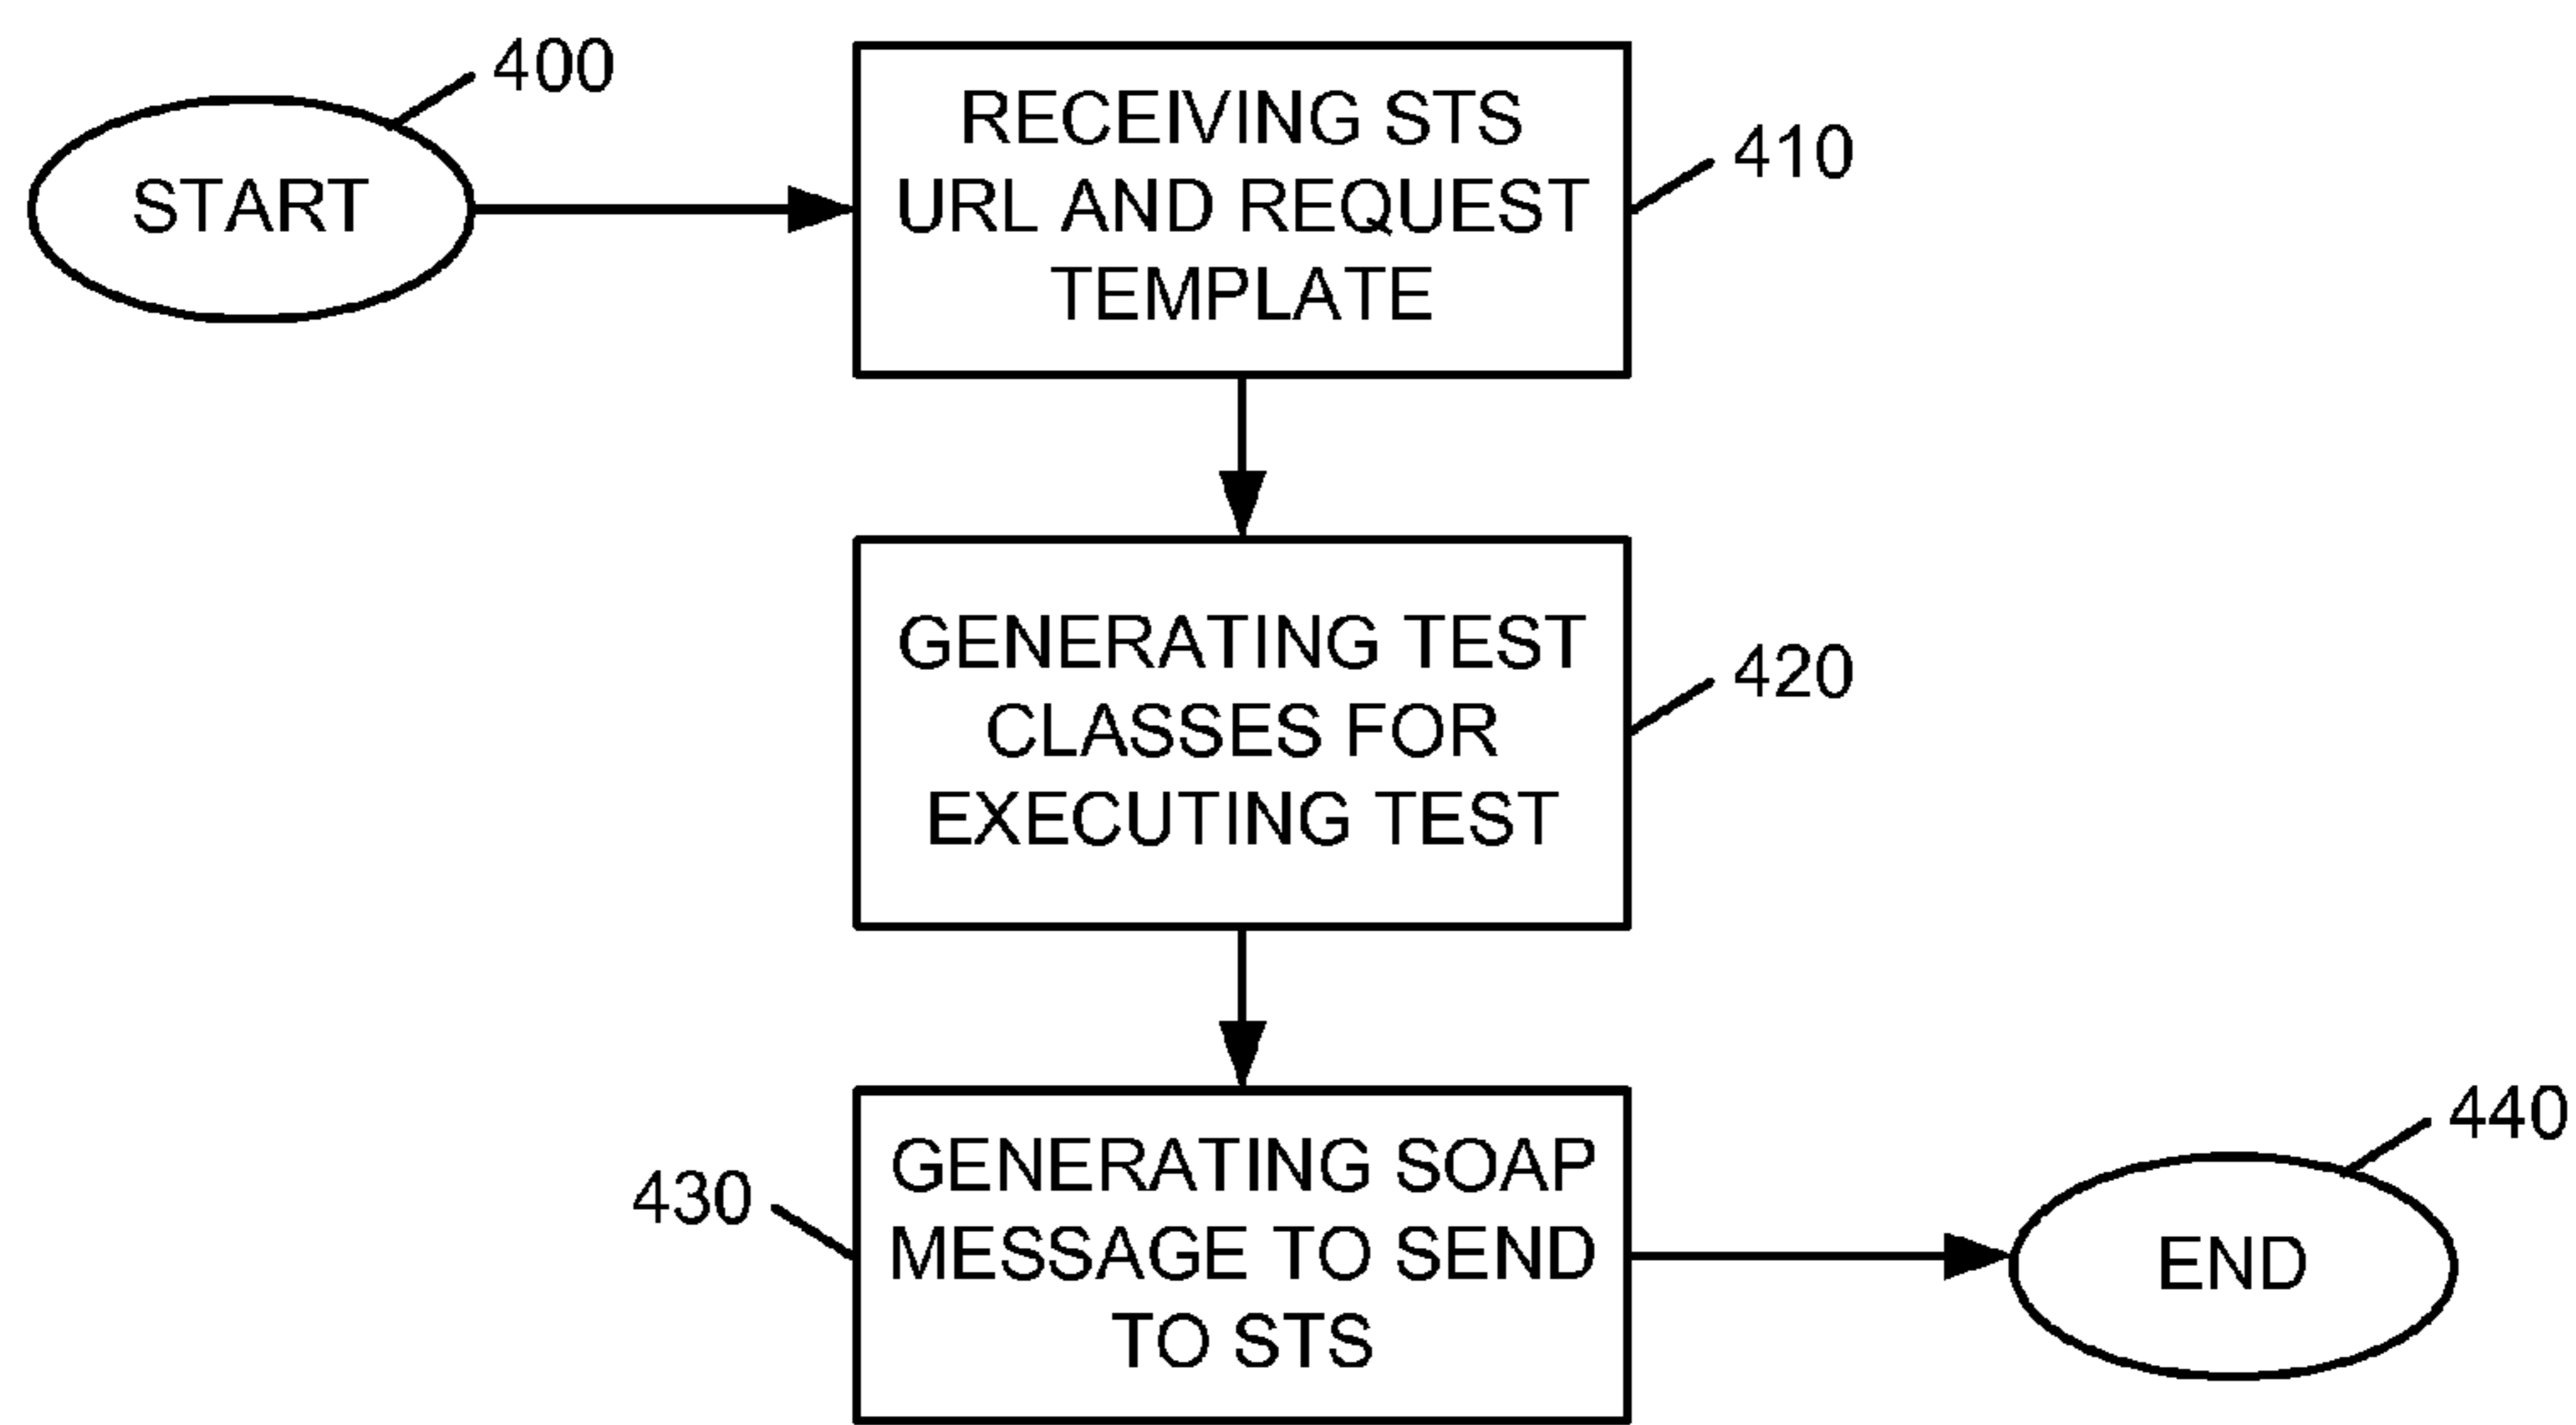 400
START
RECEIVING STS
URL AND REQUEST
TEMPLATE
410
GENERATING TEST
CLASSES FOR
EXECUTING TEST
420
430
GENERATING SOAP
MESSAGE TO SEND
TO STS
440
END